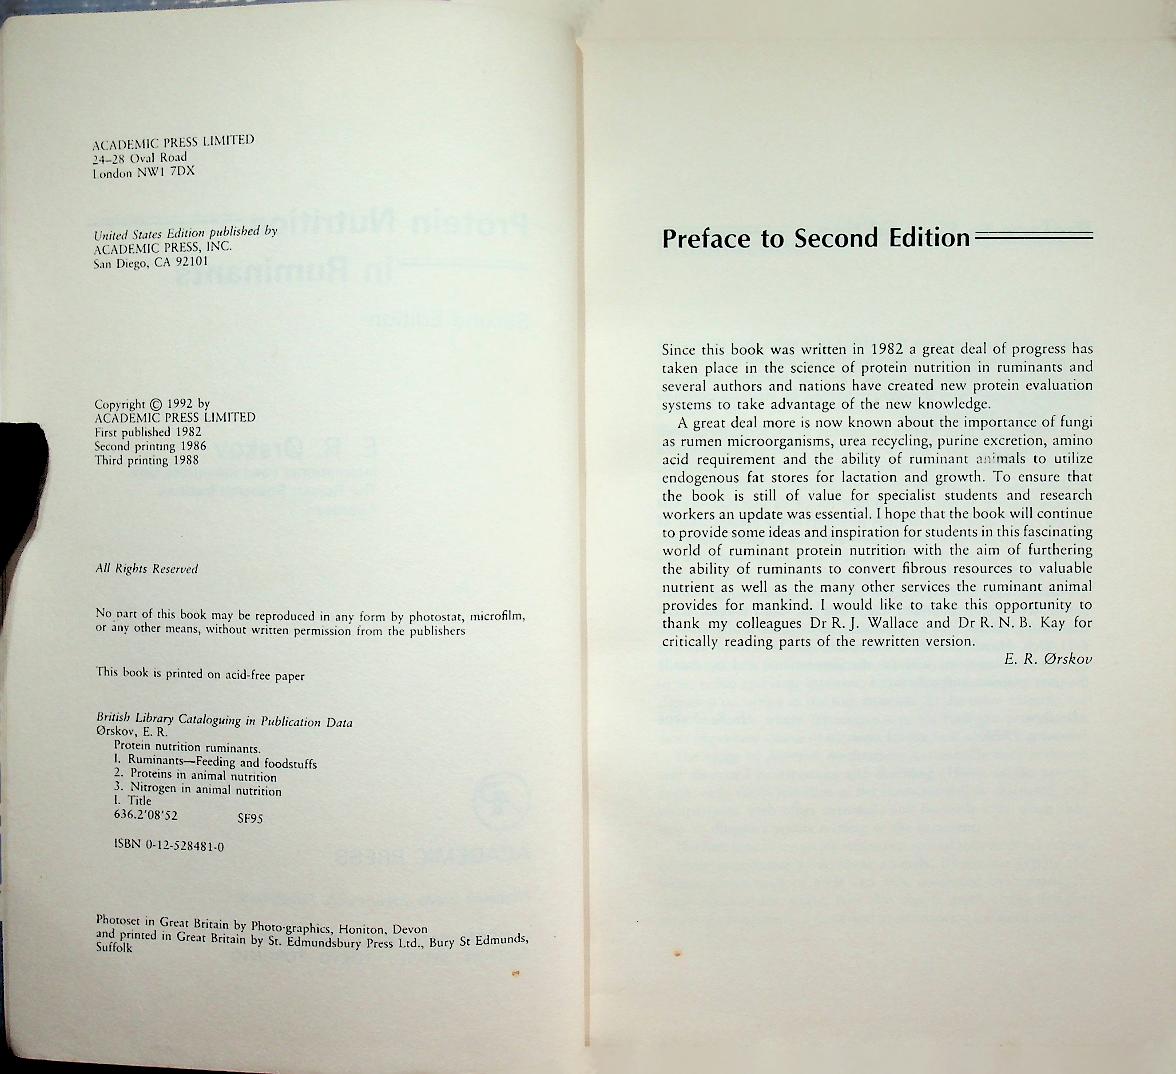 ACADEMIC PRESS LIMITED
24–28 Oval Road
London NW1 7DX
United States Edition published by
ACADEMIC PRESS, INC.
San Diego, CA 92101
Copyright © 1992 by
ACADEMIC PRESS LIMITED
First published 1982
Second printing 1986
Third printing 1988
All Rights Reserved
No part of this book may be reproduced in any form by photostat, microfilm,
or any other means, without written permission from the publishers
This book is printed on acid-free paper
British Library Cataloguing in Publication Data
Ørskov, E. R.
Protein nutrition ruminants.
1. Ruminants—Feeding and foodstuffs
2. Proteins in animal nutrition
3. Nitrogen in animal nutrition
I. Title
636.2'08'52 SF95
ISBN 0-12-528481-0
Photoset in Great Britain by Photo·graphics, Honiton, Devon
and printed in Great Britain by St. Edmundsbury Press Ltd., Bury St Edmunds,
Suffolk
Preface to Second Edition
Since this book was written in 1982 a great deal of progress has
taken place in the science of protein nutrition in ruminants and
several authors and nations have created new protein evaluation
systems to take advantage of the new knowledge.
A great deal more is now known about the importance of fungi
as rumen microorganisms, urea recycling, purine excretion, amino
acid requirement and the ability of ruminant animals to utilize
endogenous fat stores for lactation and growth. To ensure that
the book is still of value for specialist students and research
workers an update was essential. I hope that the book will continue
to provide some ideas and inspiration for students in this fascinating
world of ruminant protein nutrition with the aim of furthering
the ability of ruminants to convert fibrous resources to valuable
nutrient as well as the many other services the ruminant animal
provides for mankind. I would like to take this opportunity to
thank my colleagues Dr R. J. Wallace and Dr R. N. B. Kay for
critically reading parts of the rewritten version.
E. R. Ørskov